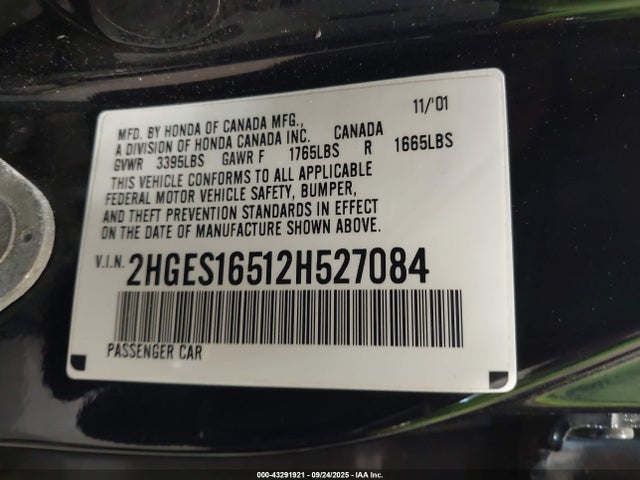 11/'01
MFD. BY HONDA OF CANADA MFG.,
A DIVISION OF HONDA CANADA INC. CANADA
GVWR 3395LBS GAWR F 1765LBS R 1665LBS
THIS VEHICLE CONFORMS TO ALL APPLICABLE
FEDERAL MOTOR VEHICLE SAFETY, BUMPER,
AND THEFT PREVENTION STANDARDS IN EFFECT
ON THE DATE OF MANUFACTURE SHOWN ABOVE.
V.I.N. 2HGES16512H527084
PASSENGER CAR
000-43291921 - 09/24/2025 - IAA Inc.